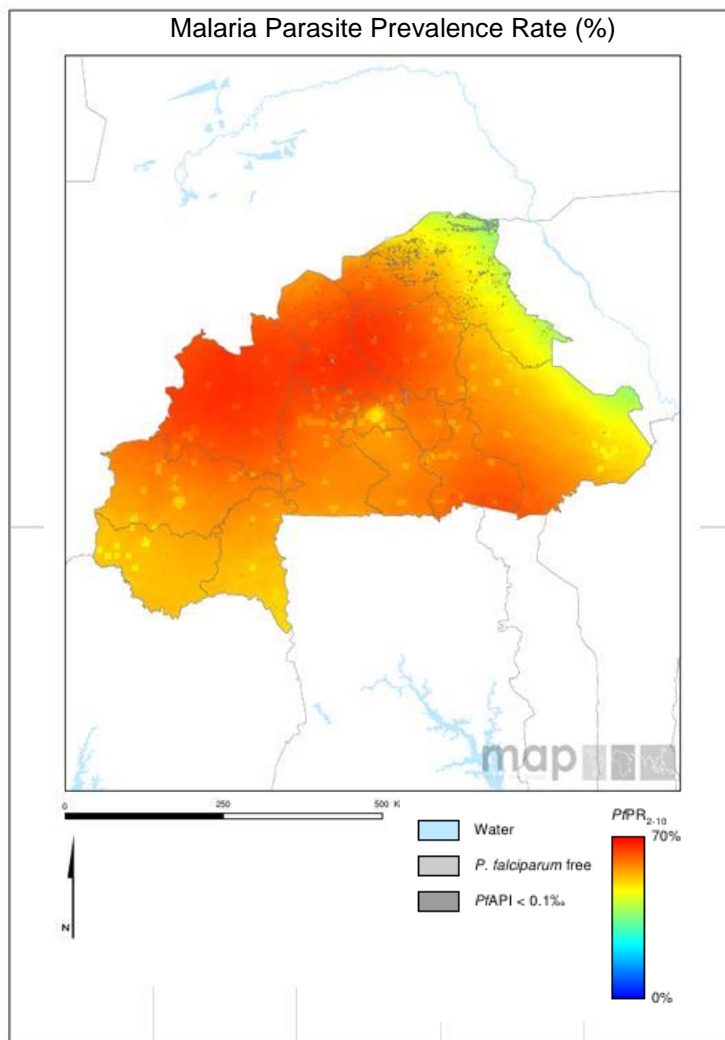 Malaria Parasite Prevalence Rate (%)
map
0 250 500 K
Water
P. falciparum free
PfAPI < 0.1‰
PfPR2-10
70%
0%
N